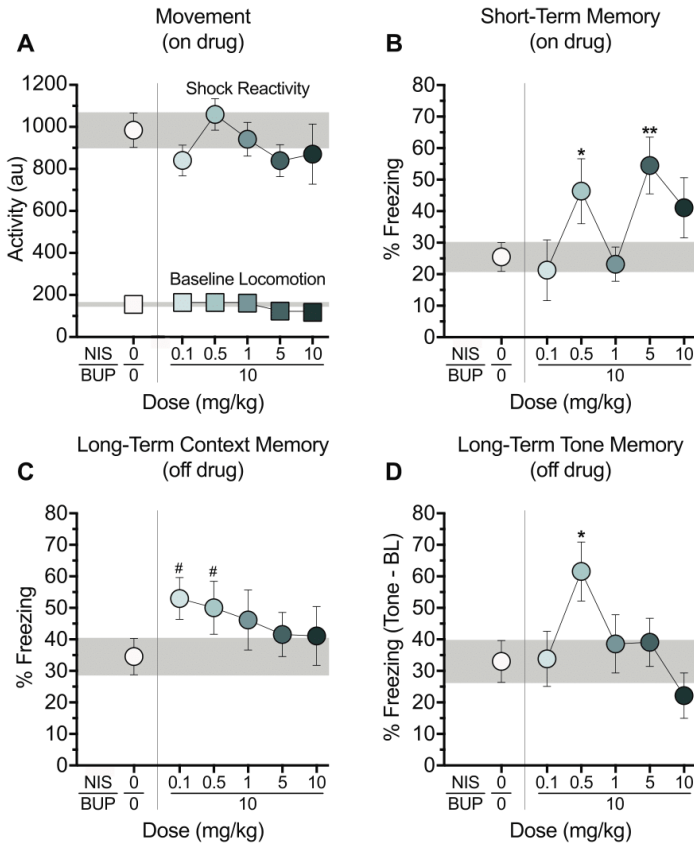 Movement
(on drug)
A
Activity (au)
1200
1000
800
600
400
200
0
Shock Reactivity
Baseline Locomotion
NIS 0 0.1 0.5 1 5 10
BUP 0 10
Dose (mg/kg)
Short-Term Memory
(on drug)
B
% Freezing
80
70
60
50
40
30
20
10
0
*
**
NIS 0 0.1 0.5 1 5 10
BUP 0 10
Dose (mg/kg)
Long-Term Context Memory
(off drug)
C
% Freezing
80
70
60
50
40
30
20
10
0
# #
NIS 0 0.1 0.5 1 5 10
BUP 0 10
Dose (mg/kg)
Long-Term Tone Memory
(off drug)
D
% Freezing (Tone - BL)
80
70
60
50
40
30
20
10
0
*
NIS 0 0.1 0.5 1 5 10
BUP 0 10
Dose (mg/kg)